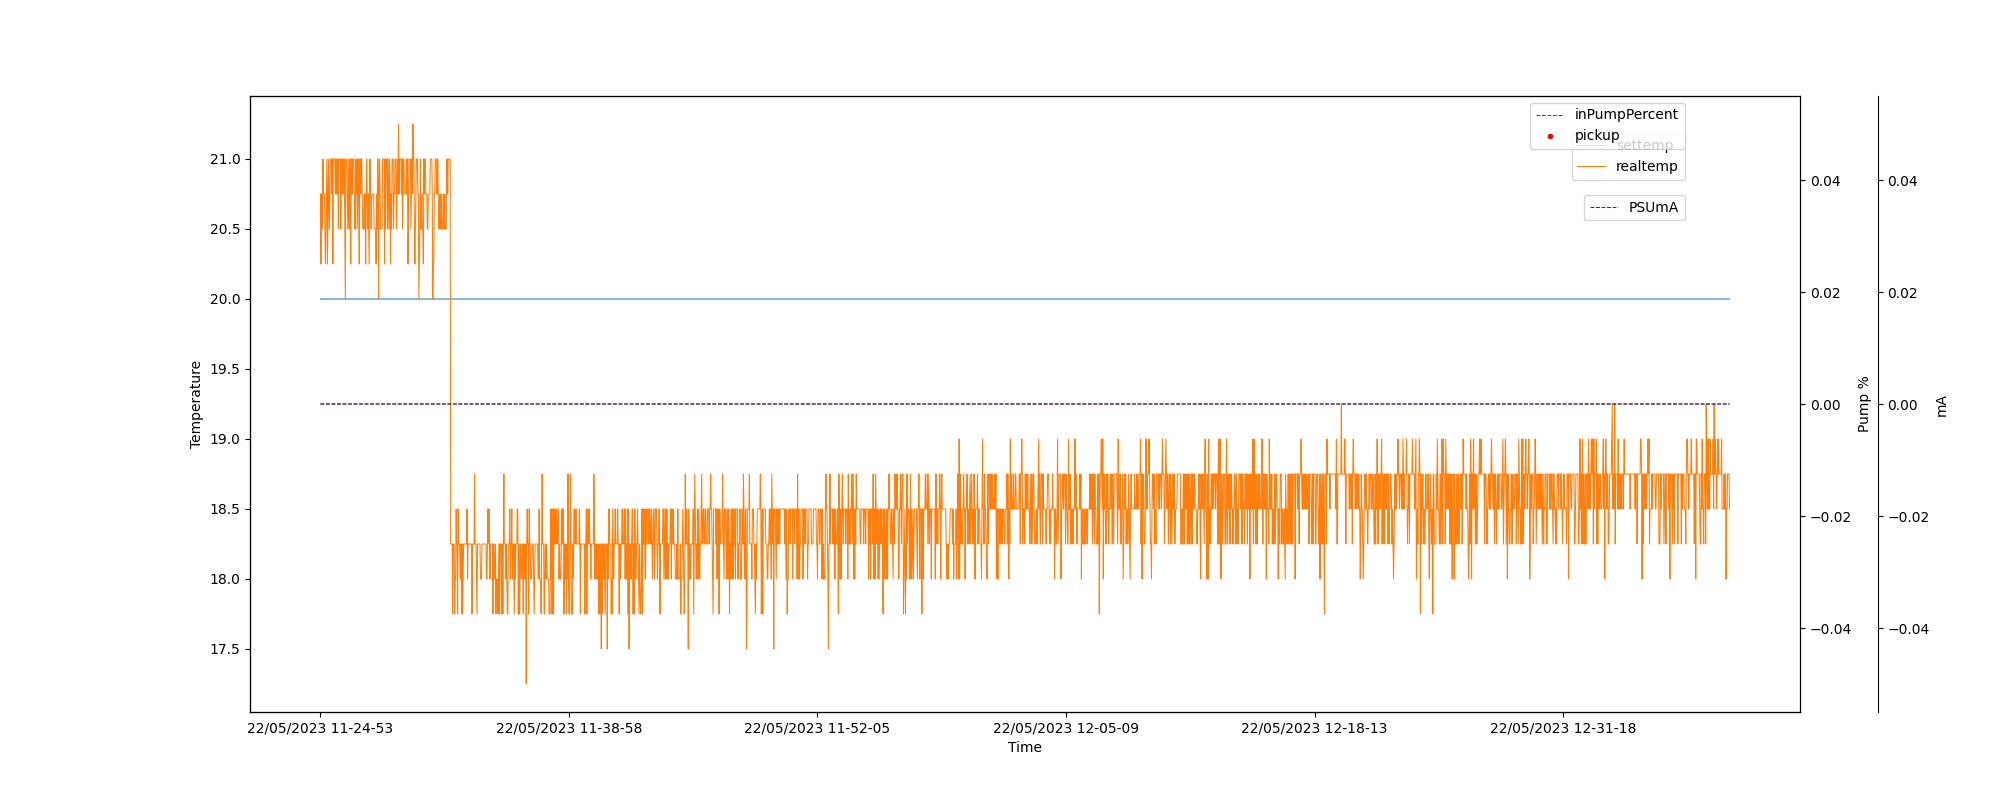 inPumpPercent
pickup
settemp
realtemp
PSUmA
21.0
20.5
20.0
19.5
19.0
18.5
18.0
17.5
Temperature
0.04
0.02
0.00
−0.02
−0.04
Pump %
0.04
0.02
0.00
−0.02
−0.04
mA
22/05/2023 11-24-53
22/05/2023 11-38-58
22/05/2023 11-52-05
22/05/2023 12-05-09
22/05/2023 12-18-13
22/05/2023 12-31-18
Time